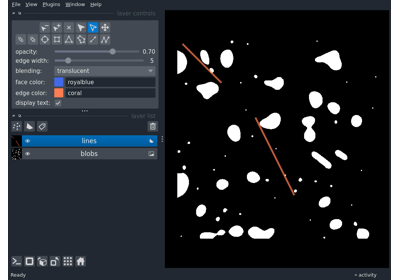 File View Plugins Window Help
layer controls
opacity: 0.70
edge width: 5
blending: translucent
face color: royalblue
edge color: coral
display text:
layer list
lines
blobs
Ready
activity